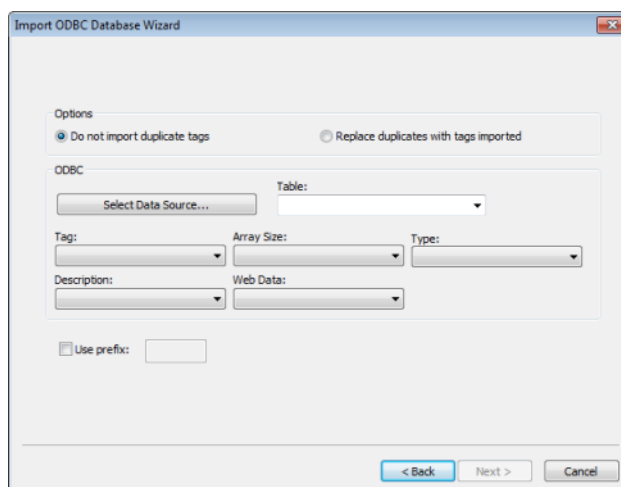 Import ODBC Database Wizard
Options
Do not import duplicate tags
Replace duplicates with tags imported
ODBC
Table:
Select Data Source...
Tag:
Array Size:
Type:
Description:
Web Data:
Use prefix:
< Back
Next >
Cancel